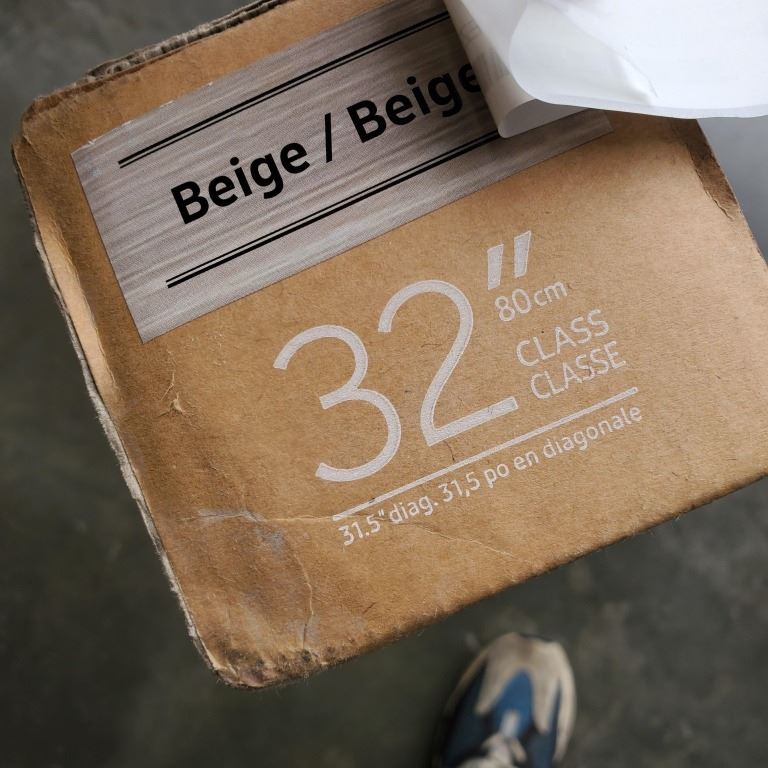 Beige / Beige
32"
80cm
CLASS
CLASSE
31.5" diag. 31,5 po en diagonale